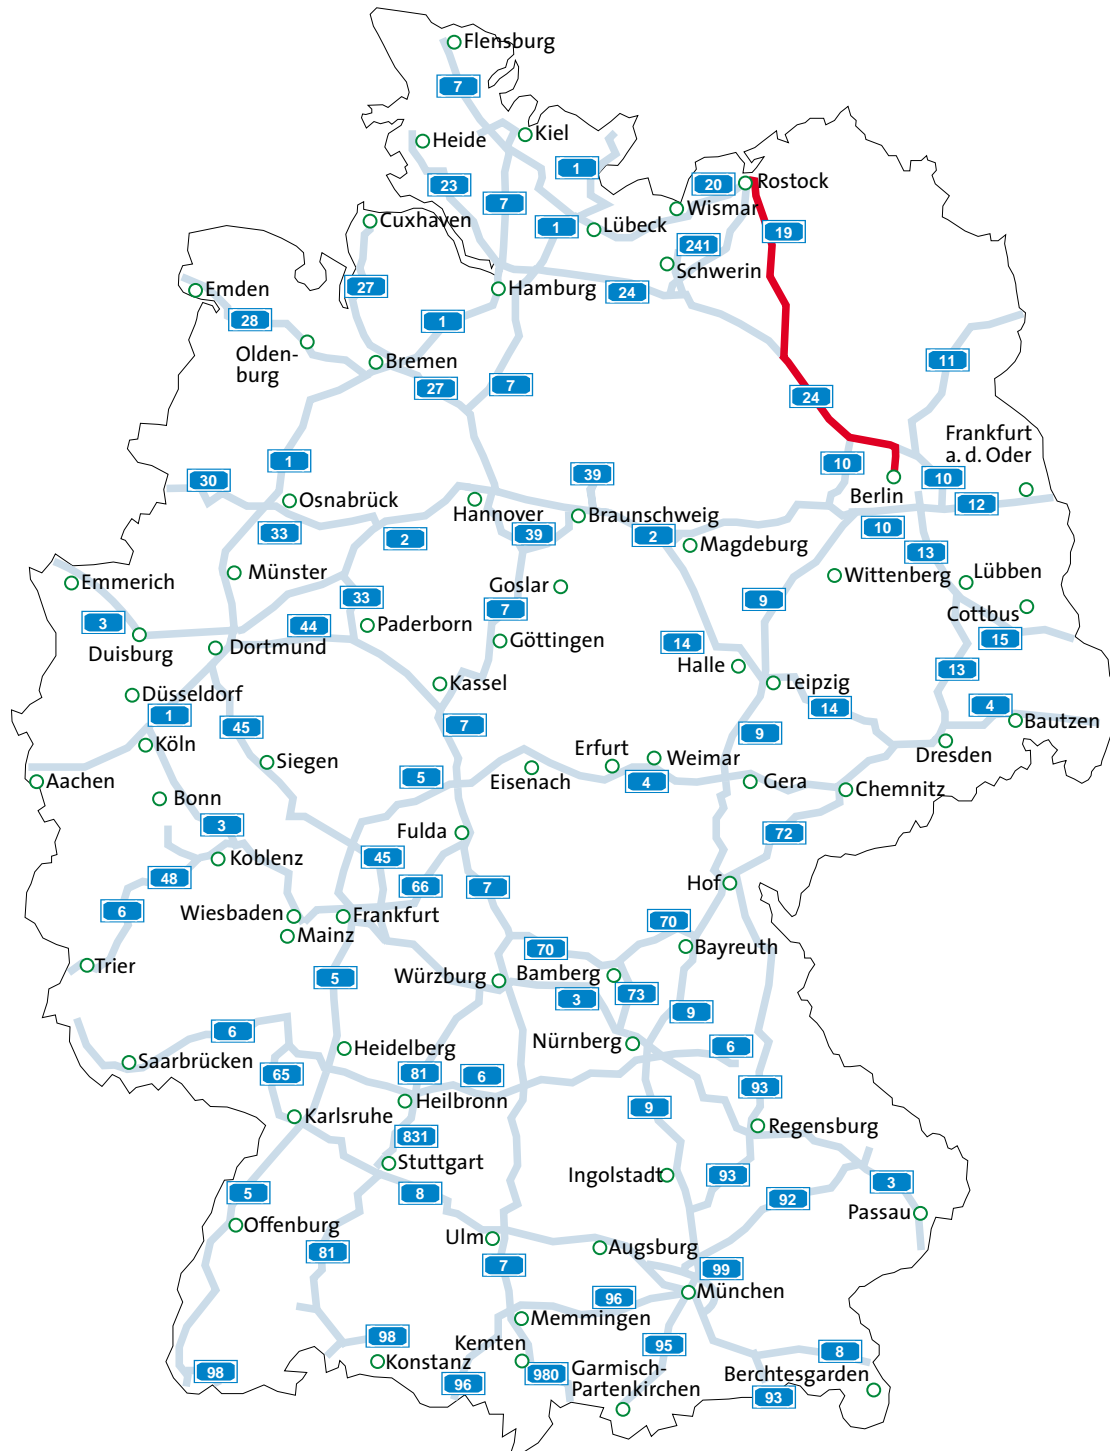 Flensburg
7
Heide
Kiel
1
23
20
Rostock
7
Wismar
Cuxhaven
1
Lübeck
19
241
Schwerin
Emden
27
Hamburg
24
28
1
Olden-
burg
Bremen
11
27
7
24
Frankfurt
a. d. Oder
1
10
30
39
10
Berlin
Osnabrück
Hannover
12
Braunschweig
33
2
39
2
10
Magdeburg
13
Emmerich
Münster
Goslar
Wittenberg
Lübben
33
9
3
44
7
Cottbus
Paderborn
15
Duisburg
Dortmund
Göttingen
14
Halle
13
Düsseldorf
Kassel
Leipzig
1
45
7
9
14
4
Bautzen
Köln
Erfurt
Weimar
Dresden
Siegen
5
Eisenach
4
Gera
Aachen
Chemnitz
Bonn
3
Fulda
72
Koblenz
45
48
66
7
Hof
6
Wiesbaden
Frankfurt
70
Mainz
70
Bayreuth
Trier
5
Würzburg
Bamberg
3
73
9
6
Nürnberg
6
Saarbrücken
Heidelberg
65
81
6
93
Heilbronn
9
Karlsruhe
831
Regensburg
Stuttgart
Ingolstadt
93
3
5
8
92
Offenburg
Passau
81
Ulm
Augsburg
7
99
96
München
Memmingen
98
Kemten
95
8
98
Konstanz
96
980
Garmisch-
Partenkirchen
Berchtesgarden
93